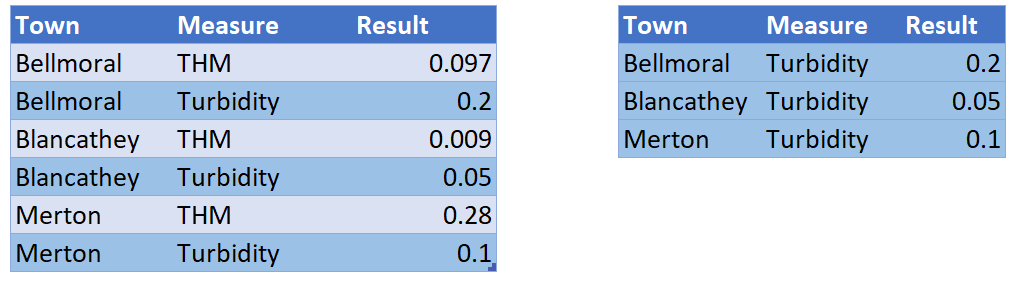 Town Measure Result
Bellmoral THM 0.097
Bellmoral Turbidity 0.2
Blancathey THM 0.009
Blancathey Turbidity 0.05
Merton THM 0.28
Merton Turbidity 0.1
Town Measure Result
Bellmoral Turbidity 0.2
Blancathey Turbidity 0.05
Merton Turbidity 0.1